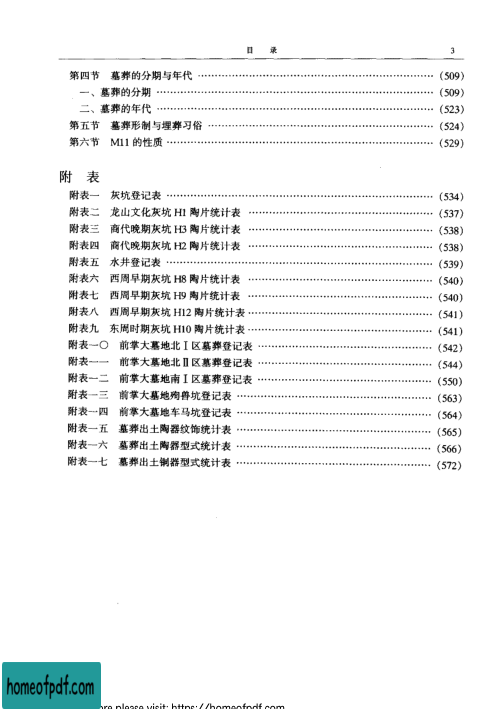 目 录 3
第四节 墓葬的分期与年代 ……………………………………………… (509)
一、墓葬的分期 ……………………………………………… (509)
二、墓葬的年代 ……………………………………………… (523)
第五节 墓葬形制与埋葬习俗 ……………………………………………… (524)
第六节 M11 的性质 ……………………………………………… (529)
附 表
附表一 灰坑登记表 ……………………………………………… (534)
附表二 龙山文化灰坑 H1 陶片统计表 ……………………………………………… (537)
附表三 商代晚期灰坑 H3 陶片统计表 ……………………………………………… (538)
附表四 商代晚期灰坑 H2 陶片统计表 ……………………………………………… (538)
附表五 水井登记表 ……………………………………………… (539)
附表六 西周早期灰坑 H8 陶片统计表 ……………………………………………… (540)
附表七 西周早期灰坑 H9 陶片统计表 ……………………………………………… (540)
附表八 西周早期灰坑 H12 陶片统计表 ……………………………………………… (541)
附表九 东周时期灰坑 H10 陶片统计表 ……………………………………………… (541)
附表一〇 前掌大墓地北Ⅰ区墓葬登记表 ……………………………………………… (542)
附表一一 前掌大墓地北Ⅱ区墓葬登记表 ……………………………………………… (544)
附表一二 前掌大墓地南Ⅰ区墓葬登记表 ……………………………………………… (550)
附表一三 前掌大墓地殉兽坑登记表 ……………………………………………… (563)
附表一四 前掌大墓地车马坑登记表 ……………………………………………… (564)
附表一五 墓葬出土陶器纹饰统计表 ……………………………………………… (565)
附表一六 墓葬出土陶器型式统计表 ……………………………………………… (566)
附表一七 墓葬出土铜器型式统计表 ……………………………………………… (572)
homeofpdf.com
please visit: https://homeofpdf.com